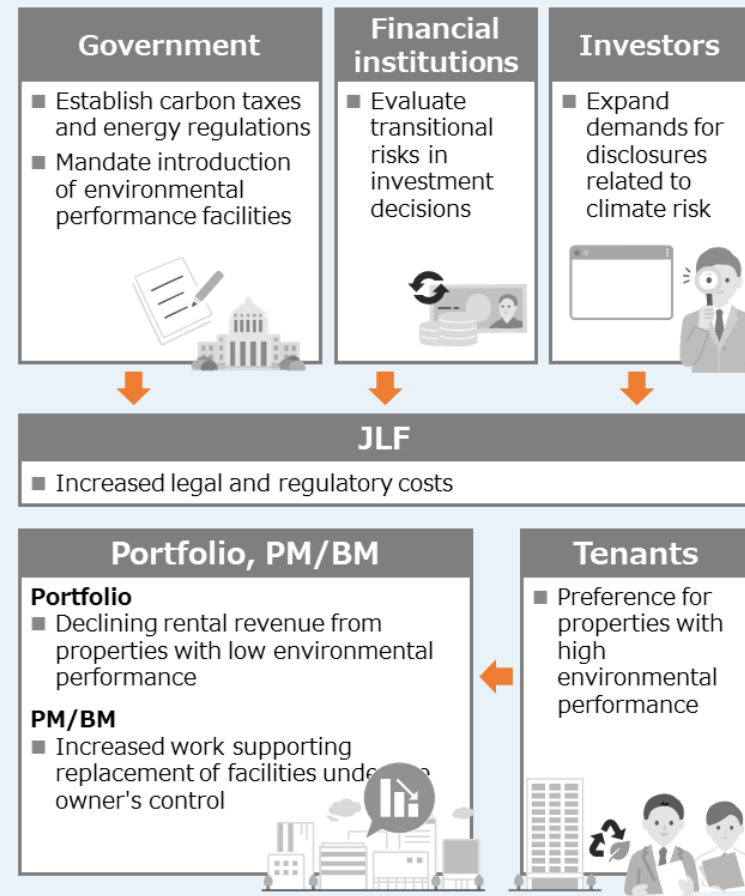 Government
Establish carbon taxes
and energy regulations
Mandate introduction
of environmental
performance facilities
Financial
institutions
Evaluate
transitional
risks in
investment
decisions
Investors
Expand
demands for
disclosures
related to
climate risk
JLF
Increased legal and regulatory costs
Portfolio, PM/BM
Portfolio
Declining rental revenue from
properties with low environmental
performance
PM/BM
Increased work supporting
replacement of facilities
owner's control
Tenants
Preference for
properties with
high
environmental
performance